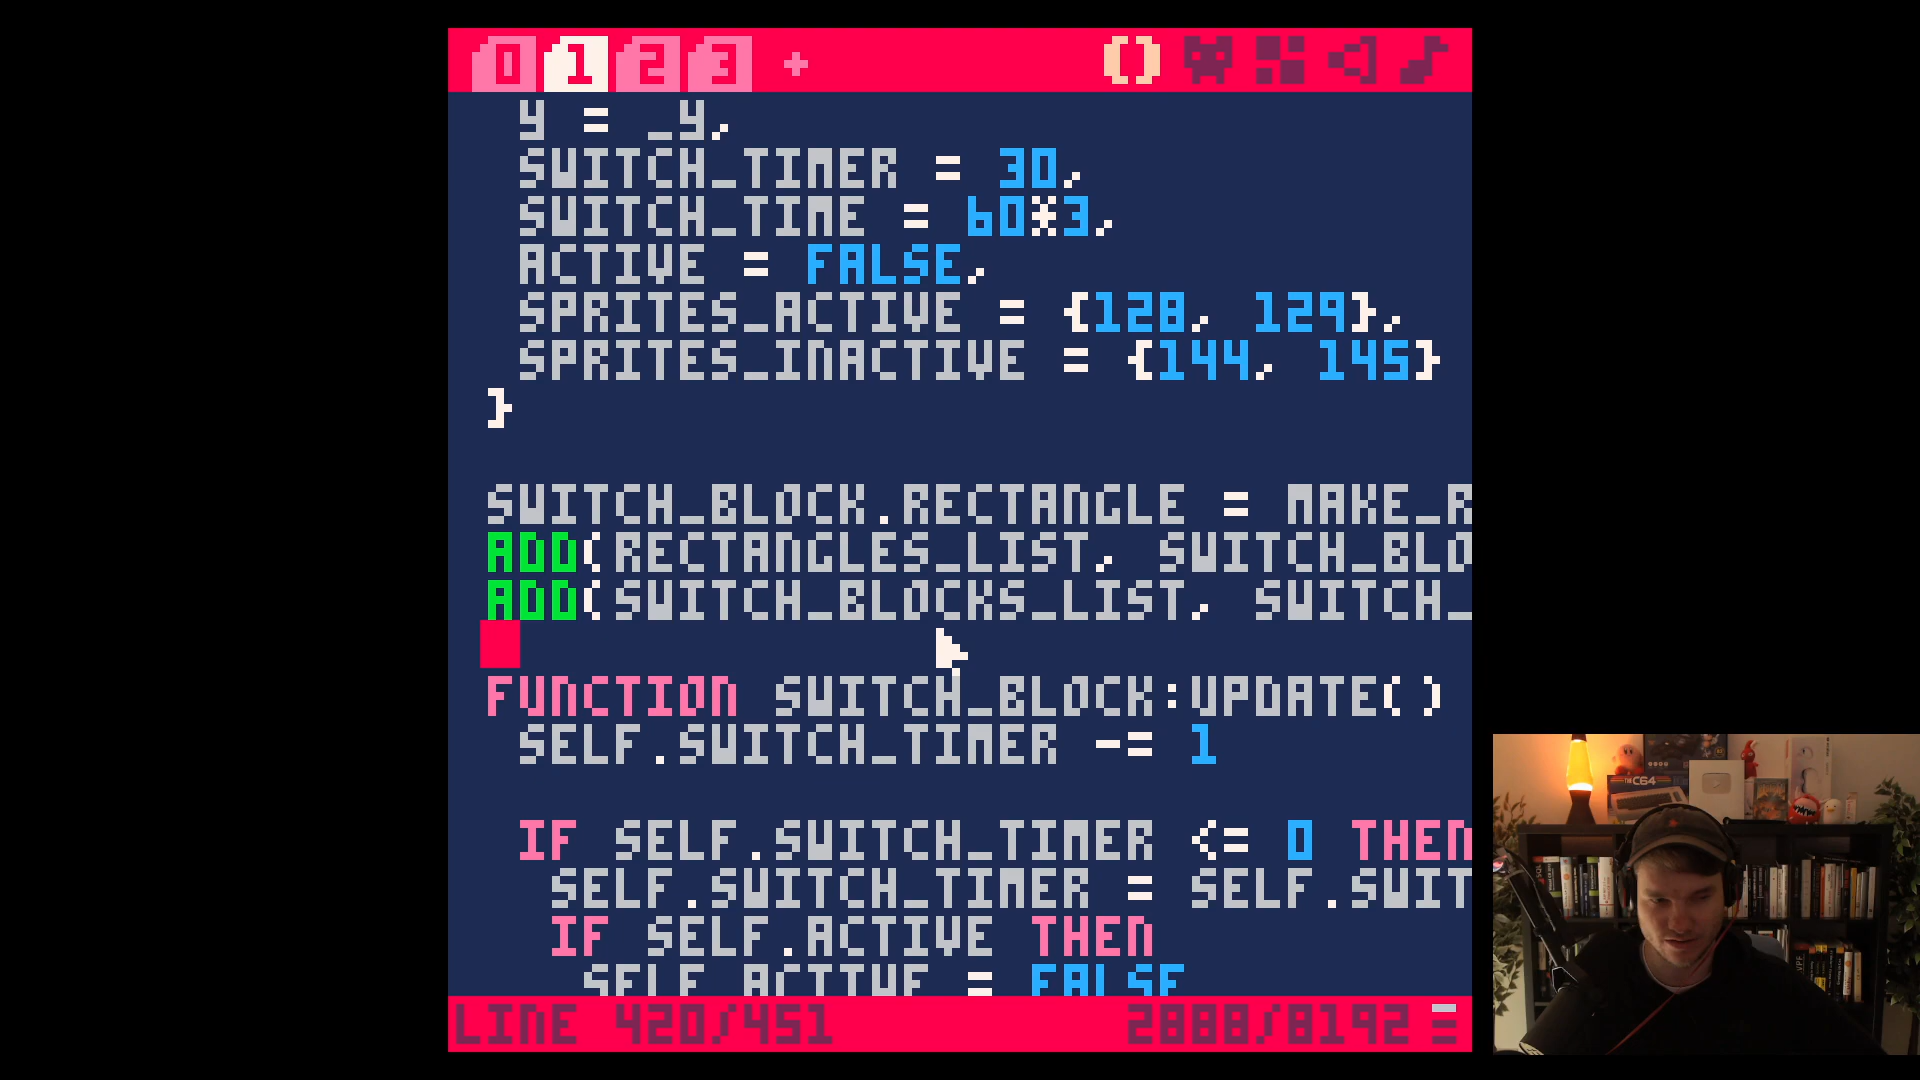 0 1 2 3 +
Y = _Y,
SWITCH_TIMER = 30,
SWITCH_TIME = 60*3,
ACTIVE = FALSE,
SPRITES_ACTIVE = {128, 129},
SPRITES_INACTIVE = {144, 145}
}
SWITCH_BLOCK.RECTANGLE = MAKE_R
ADD(RECTANGLES_LIST, SWITCH_BLO
ADD(SWITCH_BLOCKS_LIST, SWITCH_
FUNCTION SWITCH_BLOCK:UPDATE()
SELF.SWITCH_TIMER -= 1
IF SELF.SWITCH_TIMER <= 0 THEN
SELF.SWITCH_TIMER = SELF.SWIT
IF SELF.ACTIVE THEN
SELF.ACTIVE = FALSE
LINE 420/451
2888/8192
THE C64